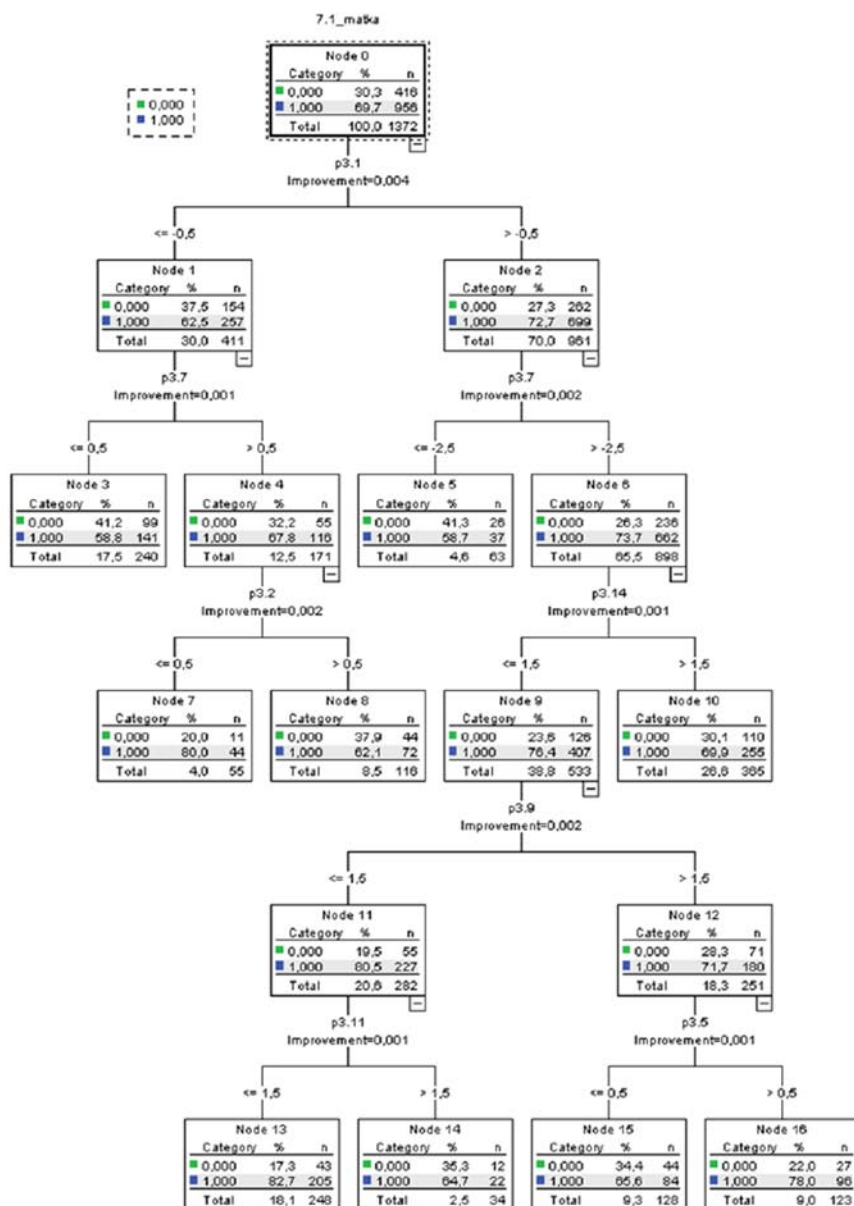 7.1_matka
Node 0
Category % n
0,000 30,3 416
1,000 69,7 956
Total 100,0 1372
0,000
1,000
p3.1
Improvement=0,004
<= -0,5
> -0,5
Node 1
Category % n
0,000 37,5 154
1,000 62,5 257
Total 30,0 411
Node 2
Category % n
0,000 27,3 262
1,000 72,7 699
Total 70,0 961
p3.7
Improvement=0,001
p3.7
Improvement=0,002
<= 0,5
> 0,5
<= -2,5
> -2,5
Node 3
Category % n
0,000 41,2 99
1,000 58,8 141
Total 17,5 240
Node 4
Category % n
0,000 32,2 55
1,000 67,8 116
Total 12,5 171
Node 5
Category % n
0,000 41,3 26
1,000 58,7 37
Total 4,6 63
Node 6
Category % n
0,000 26,3 236
1,000 73,7 662
Total 65,5 898
p3.2
Improvement=0,002
p3.14
Improvement=0,001
<= 0,5
> 0,5
<= 1,5
> 1,5
Node 7
Category % n
0,000 20,0 11
1,000 80,0 44
Total 4,0 55
Node 8
Category % n
0,000 37,9 44
1,000 62,1 72
Total 8,5 116
Node 9
Category % n
0,000 23,6 126
1,000 76,4 407
Total 38,8 533
Node 10
Category % n
0,000 30,1 110
1,000 69,9 255
Total 26,6 365
p3.9
Improvement=0,002
<= 1,5
> 1,5
Node 11
Category % n
0,000 19,5 55
1,000 80,5 227
Total 20,6 282
Node 12
Category % n
0,000 28,3 71
1,000 71,7 180
Total 18,3 251
p3.11
Improvement=0,001
p3.5
Improvement=0,001
<= 1,5
> 1,5
<= 0,5
> 0,5
Node 13
Category % n
0,000 17,3 43
1,000 82,7 205
Total 18,1 248
Node 14
Category % n
0,000 35,3 12
1,000 64,7 22
Total 2,5 34
Node 15
Category % n
0,000 34,4 44
1,000 65,6 84
Total 9,3 128
Node 16
Category % n
0,000 22,0 27
1,000 78,0 96
Total 9,0 123